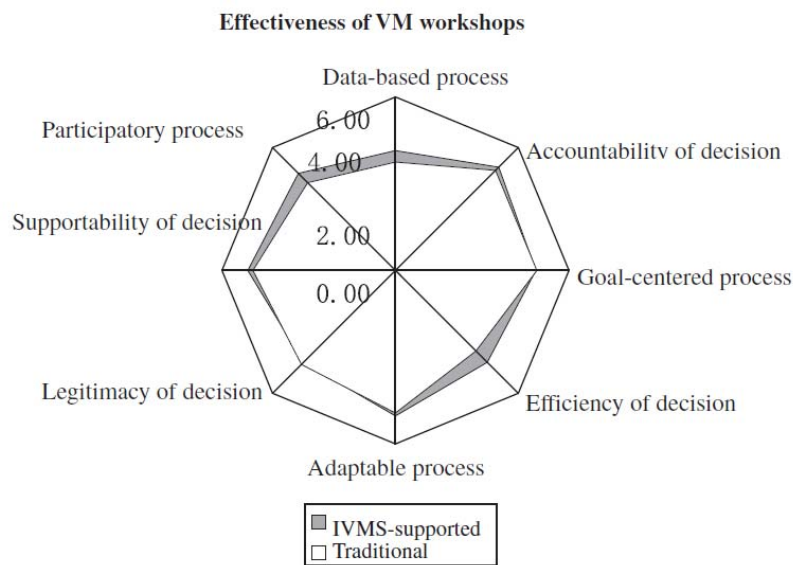 Effectiveness of VM workshops
Data-based process
6.00
Participatory process
Accountability of decision
4.00
Supportability of decision
2.00
Goal-centered process
0.00
Legitimacy of decision
Efficiency of decision
Adaptable process
IVMS-supported
Traditional